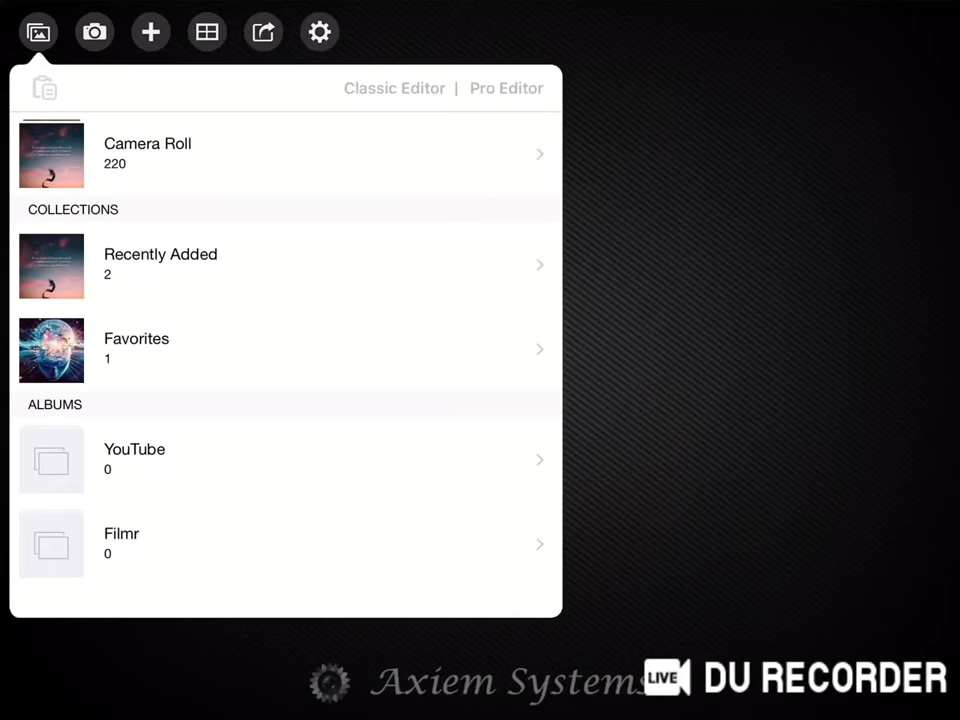 Classic Editor | Pro Editor
Camera Roll
220
COLLECTIONS
Recently Added
2
Favorites
1
ALBUMS
YouTube
0
Filmr
0
Axiem Systems
LIVE DU RECORDER